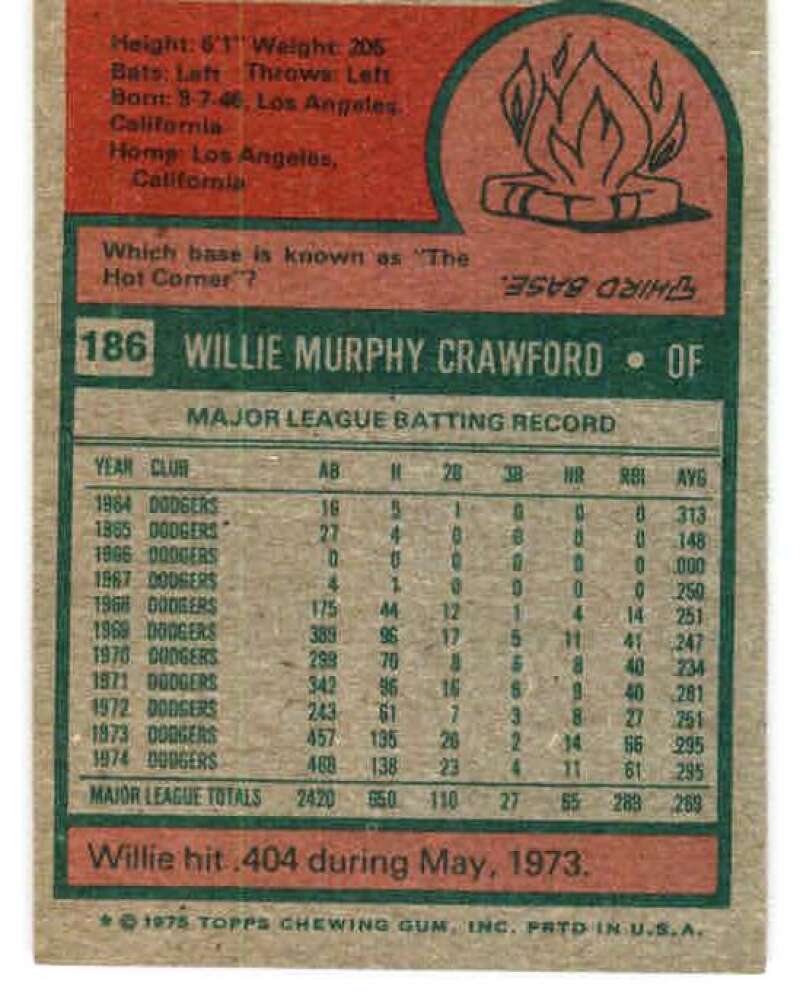 Height: 6'1" Weight: 205
Bats: Left Throws: Left
Born: 9-7-46, Los Angeles,
California
Home: Los Angeles,
California
Which base is known as "The
Hot Corner"?
THIRD BASE.
186 WILLIE MURPHY CRAWFORD • OF
MAJOR LEAGUE BATTING RECORD
YEAR CLUB AB H 2B 3B HR RBI AVG
1964 DODGERS 16 5 1 0 0 0 .313
1965 DODGERS 27 4 0 0 0 0 .148
1966 DODGERS 0 0 0 0 0 0 .000
1967 DODGERS 4 1 0 0 0 0 .250
1968 DODGERS 175 44 12 1 4 14 .251
1969 DODGERS 389 96 17 5 11 41 .247
1970 DODGERS 299 70 8 6 8 40 .234
1971 DODGERS 342 96 16 6 9 40 .281
1972 DODGERS 243 61 7 3 8 27 .251
1973 DODGERS 457 135 26 2 14 66 .295
1974 DODGERS 468 138 23 4 11 61 .295
MAJOR LEAGUE TOTALS 2420 650 110 27 65 289 .269
Willie hit .404 during May, 1973.
* © 1975 TOPPS CHEWING GUM, INC. PRTD IN U.S.A.